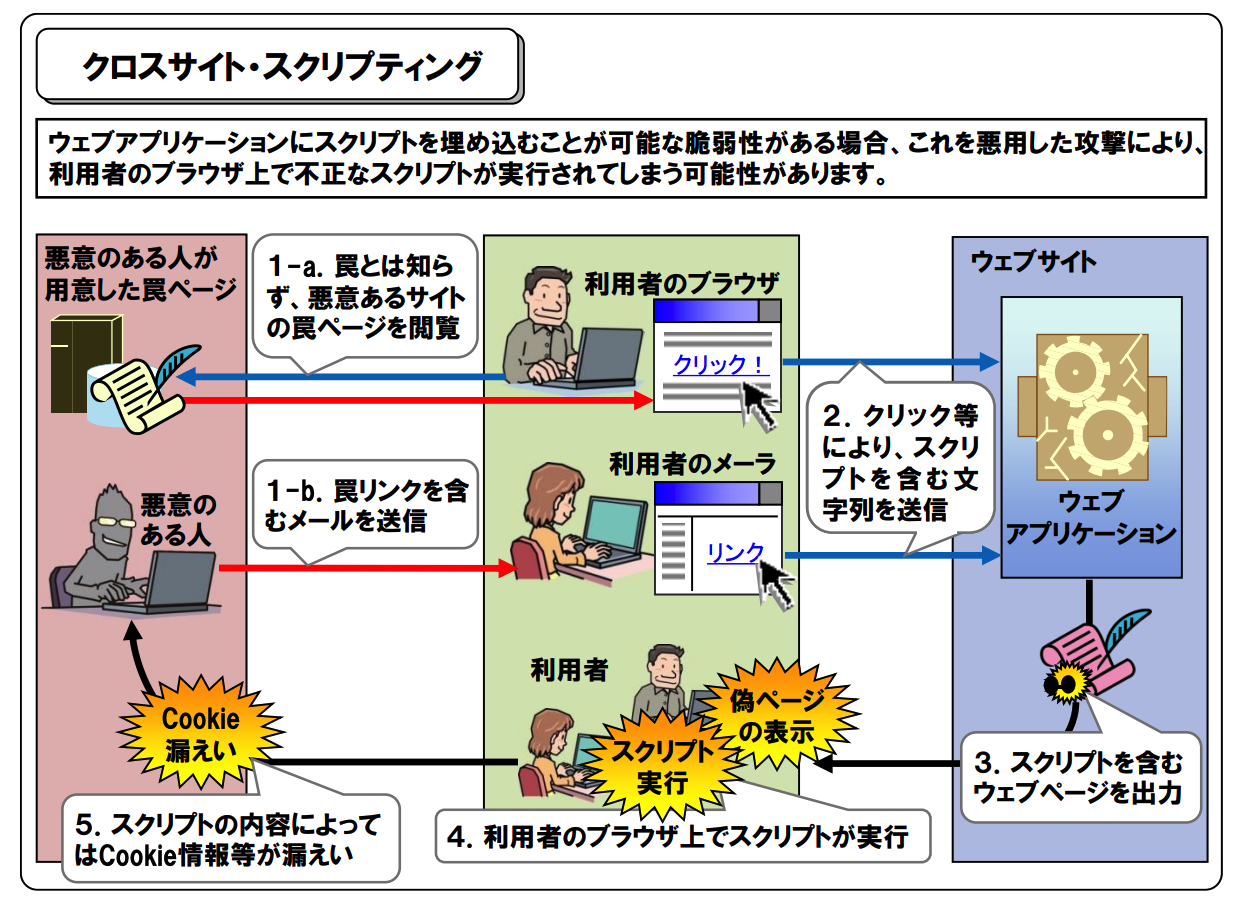 クロスサイト・スクリプティング
ウェブアプリケーションにスクリプトを埋め込むことが可能な脆弱性がある場合、これを悪用した攻撃により、
利用者のブラウザ上で不正なスクリプトが実行されてしまう可能性があります。
悪意のある人が
用意した罠ページ
1-a. 罠とは知ら
ず、悪意あるサイト
の罠ページを閲覧
利用者のブラウザ
クリック！
ウェブサイト
2. クリック等
により、スクリ
プトを含む文
字列を送信
ウェブ
アプリケーション
悪意の
ある人
1-b. 罠リンクを含
むメールを送信
利用者のメーラ
リンク
利用者
偽ページ
の表示
スクリプト
実行
Cookie
漏えい
3. スクリプトを含む
ウェブページを出力
4. 利用者のブラウザ上でスクリプトが実行
5. スクリプトの内容によって
はCookie情報等が漏えい